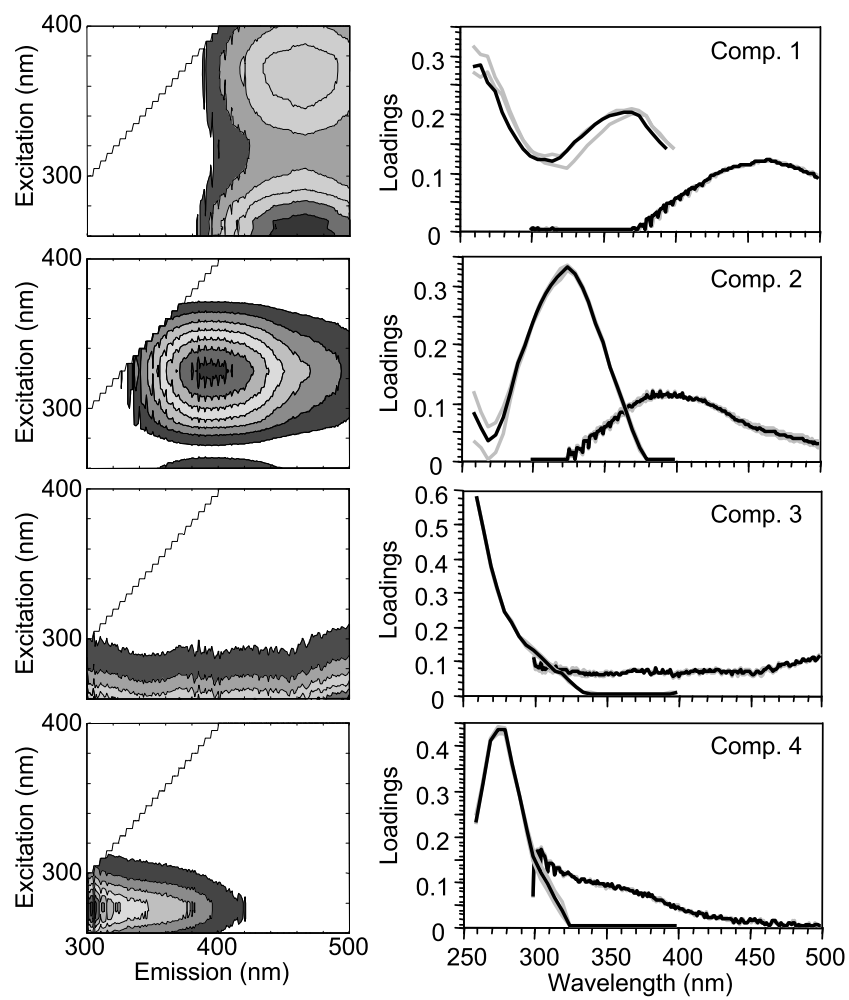 400
Excitation (nm)
300
Comp. 1
Loadings
0.3
0.2
0.1
0
400
Excitation (nm)
300
Comp. 2
Loadings
0.3
0.2
0.1
0
400
Excitation (nm)
300
Comp. 3
Loadings
0.6
0.5
0.4
0.3
0.2
0.1
0
400
Excitation (nm)
300
300 400 500
Emission (nm)
Comp. 4
Loadings
0.4
0.3
0.2
0.1
0
250 300 350 400 450 500
Wavelength (nm)